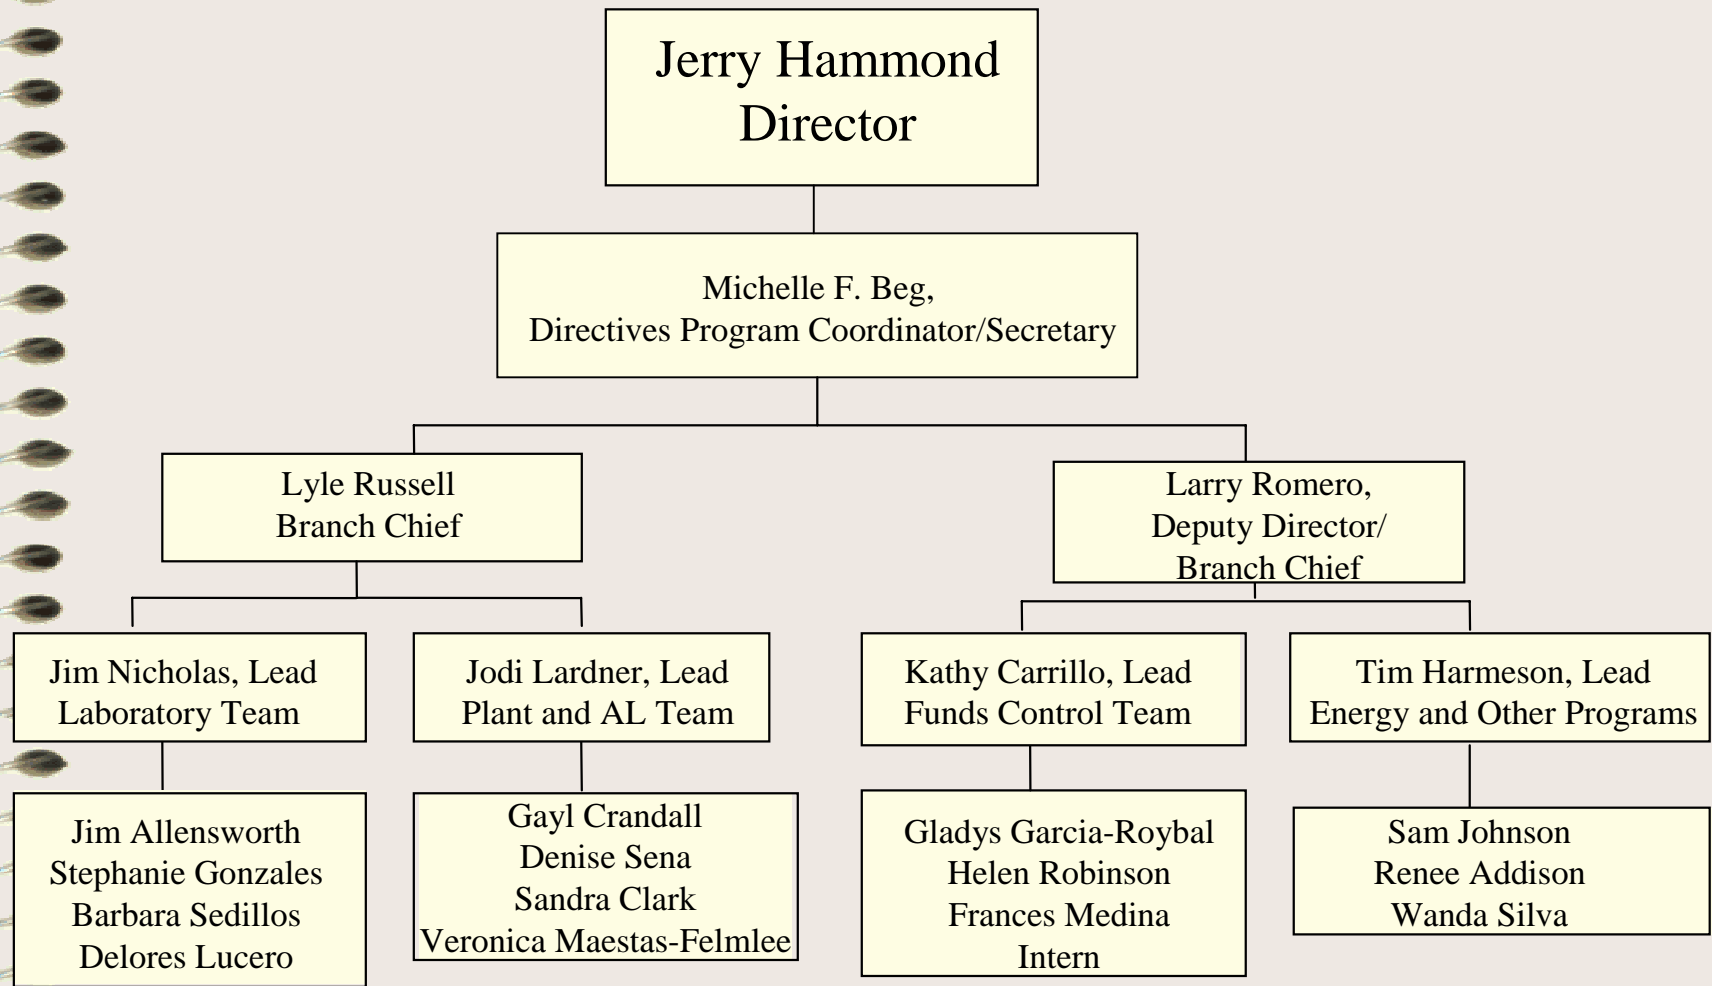 Jerry Hammond
Director
Michelle F. Beg,
Directives Program Coordinator/Secretary
Lyle Russell
Branch Chief
Larry Romero,
Deputy Director/
Branch Chief
Jim Nicholas, Lead
Laboratory Team
Jodi Lardner, Lead
Plant and AL Team
Kathy Carrillo, Lead
Funds Control Team
Tim Harmeson, Lead
Energy and Other Programs
Jim Allensworth
Stephanie Gonzales
Barbara Sedillos
Delores Lucero
Gayl Crandall
Denise Sena
Sandra Clark
Veronica Maestas-Felmlee
Gladys Garcia-Roybal
Helen Robinson
Frances Medina
Intern
Sam Johnson
Renee Addison
Wanda Silva